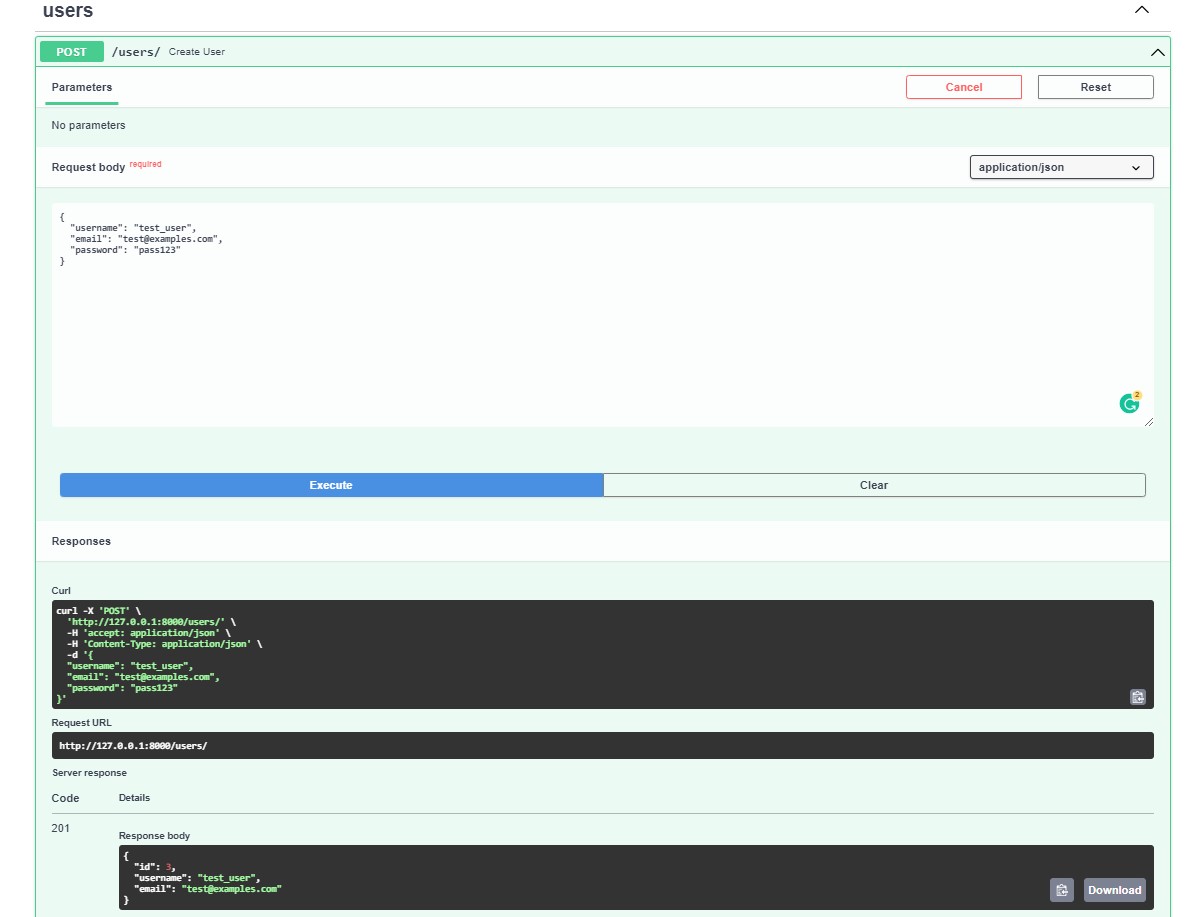 users
POST /users/ Create User
Parameters Cancel Reset
No parameters
Request body required application/json
{
  "username": "test_user",
  "email": "test@examples.com",
  "password": "pass123"
}
2
Execute Clear
Responses
Curl
curl -X 'POST' \
  'http://127.0.0.1:8000/users/' \
  -H 'accept: application/json' \
  -H 'Content-Type: application/json' \
  -d '{
  "username": "test_user",
  "email": "test@examples.com",
  "password": "pass123"
}'
Request URL
http://127.0.0.1:8000/users/
Server response
Code Details
201
Response body
{
  "id": 3,
  "username": "test_user",
  "email": "test@examples.com"
}
Download